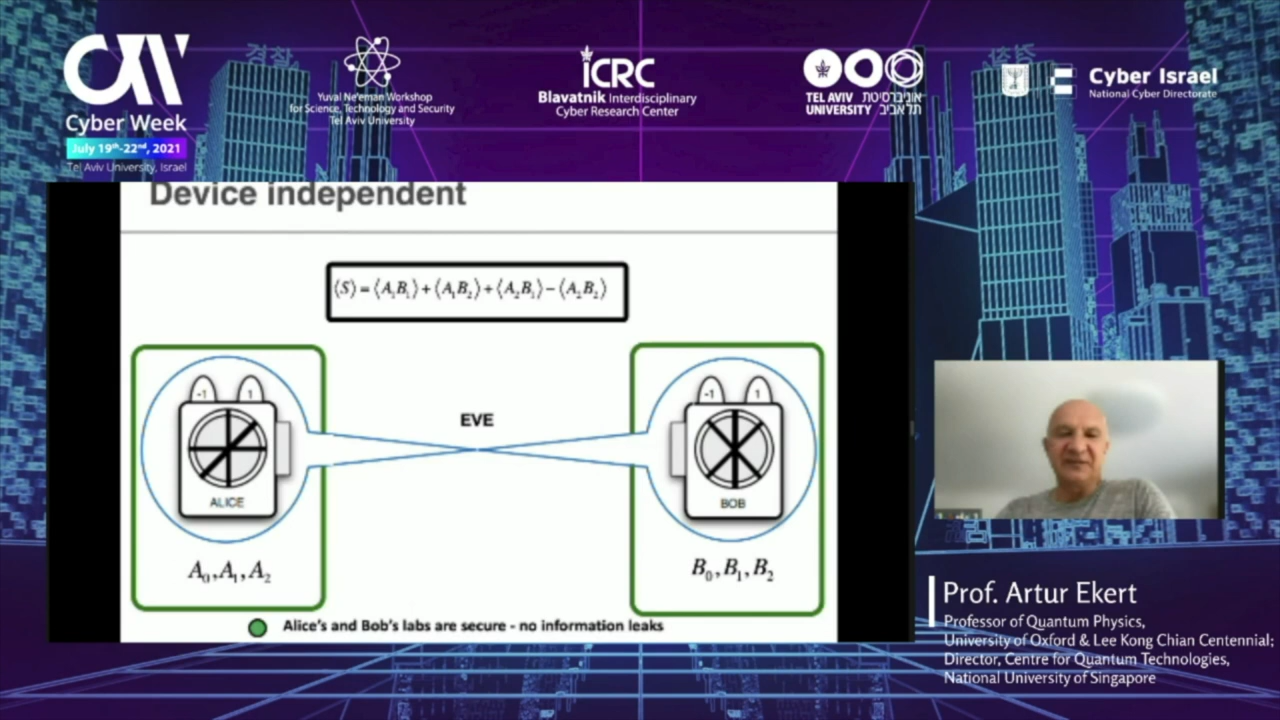 Cyber Week
July 19th-22nd, 2021
Tel Aviv University, Israel
Yuval Ne'eman Workshop
for Science, Technology and Security
Tel Aviv University
ICRC
Blavatnik Interdisciplinary
Cyber Research Center
TEL AVIV אוניברסיטת
UNIVERSITY תל אביב
Cyber Israel
National Cyber Directorate
Device independent
⟨S⟩ = ⟨A₁B₁⟩ + ⟨A₁B₂⟩ + ⟨A₂B₁⟩ − ⟨A₂B₂⟩
-1 1
-1 1
EVE
ALICE
BOB
A₀, A₁, A₂
B₀, B₁, B₂
Alice's and Bob's labs are secure - no information leaks
Prof. Artur Ekert
Professor of Quantum Physics,
University of Oxford & Lee Kong Chian Centennial;
Director, Centre for Quantum Technologies,
National University of Singapore